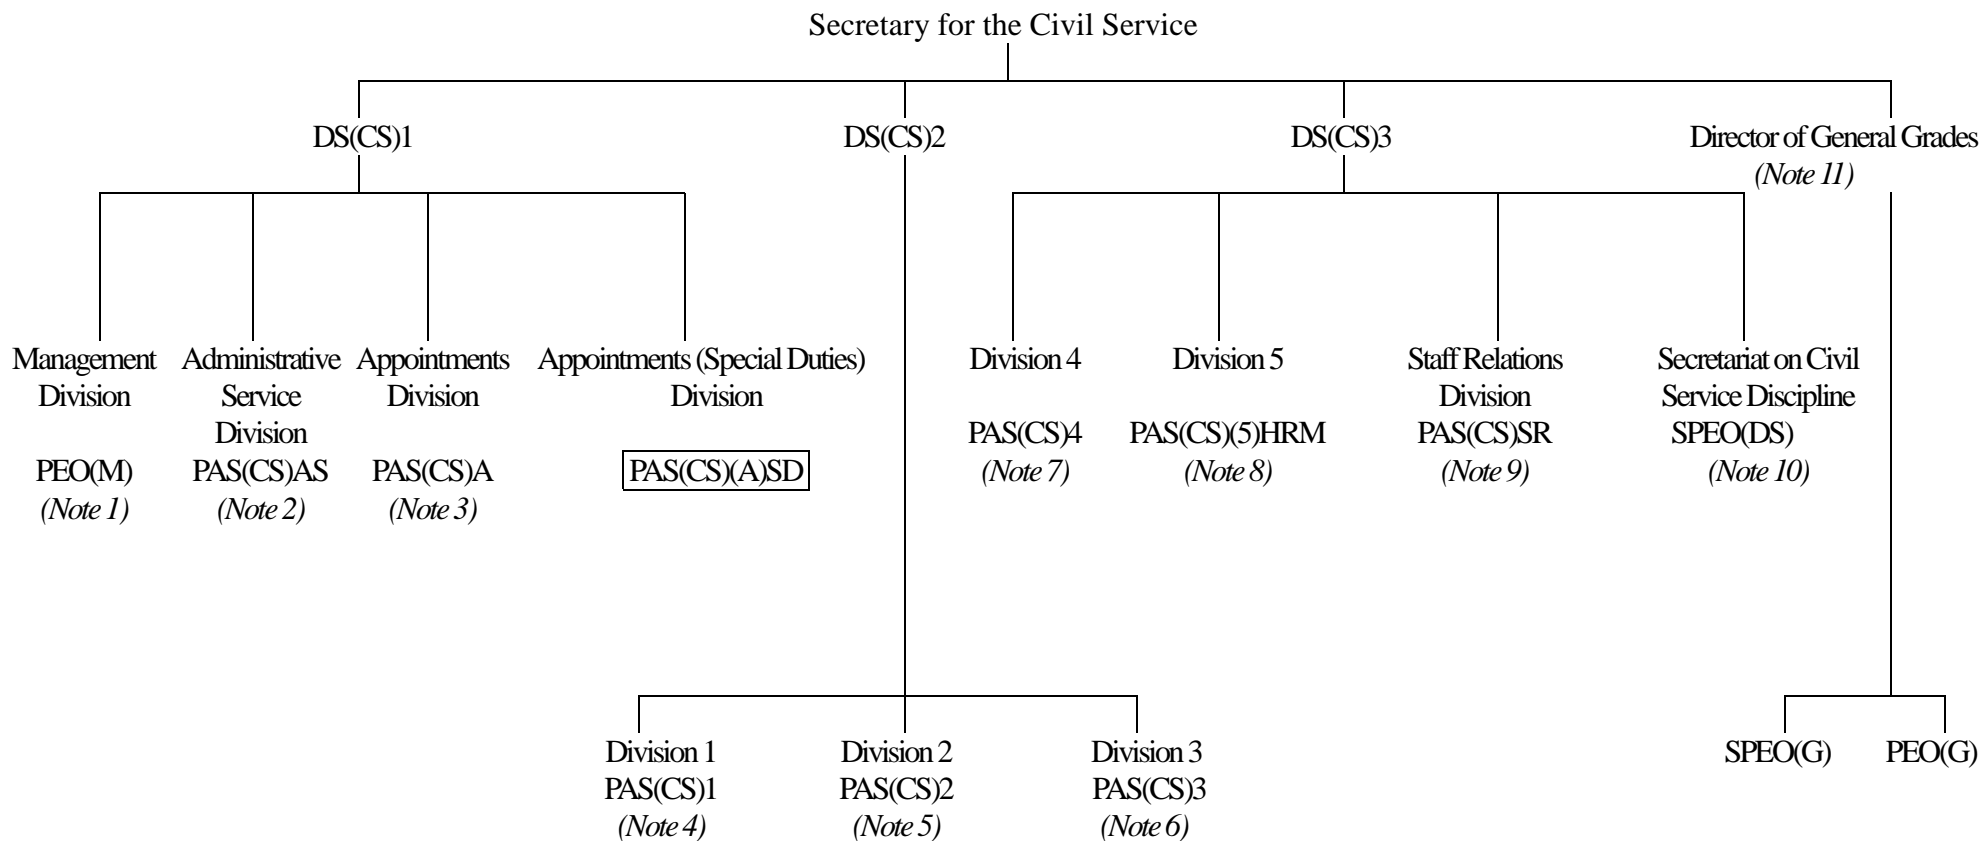 Secretary for the Civil Service
DS(CS)1
DS(CS)2
DS(CS)3
Director of General Grades
(Note 11)
Management
Division
PEO(M)
(Note 1)
Administrative
Service
Division
PAS(CS)AS
(Note 2)
Appointments
Division
PAS(CS)A
(Note 3)
Appointments (Special Duties)
Division
PAS(CS)(A)SD
Division 4
PAS(CS)4
(Note 7)
Division 5
PAS(CS)(5)HRM
(Note 8)
Staff Relations
Division
PAS(CS)SR
(Note 9)
Secretariat on Civil
Service Discipline
SPEO(DS)
(Note 10)
Division 1
PAS(CS)1
(Note 4)
Division 2
PAS(CS)2
(Note 5)
Division 3
PAS(CS)3
(Note 6)
SPEO(G)
PEO(G)